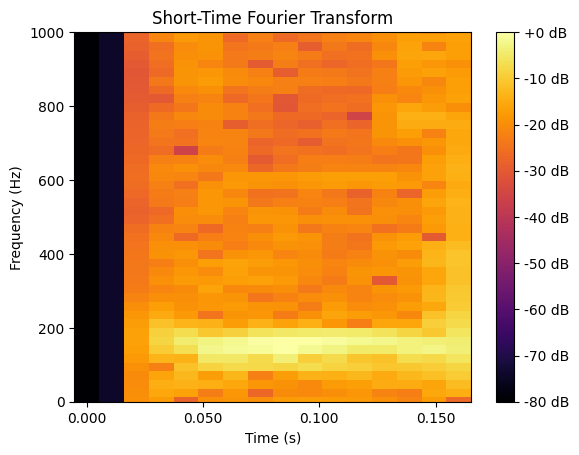 Short-Time Fourier Transform
1000
800
600
400
200
0
Frequency (Hz)
0.000
0.050
0.100
0.150
Time (s)
+0 dB
-10 dB
-20 dB
-30 dB
-40 dB
-50 dB
-60 dB
-70 dB
-80 dB